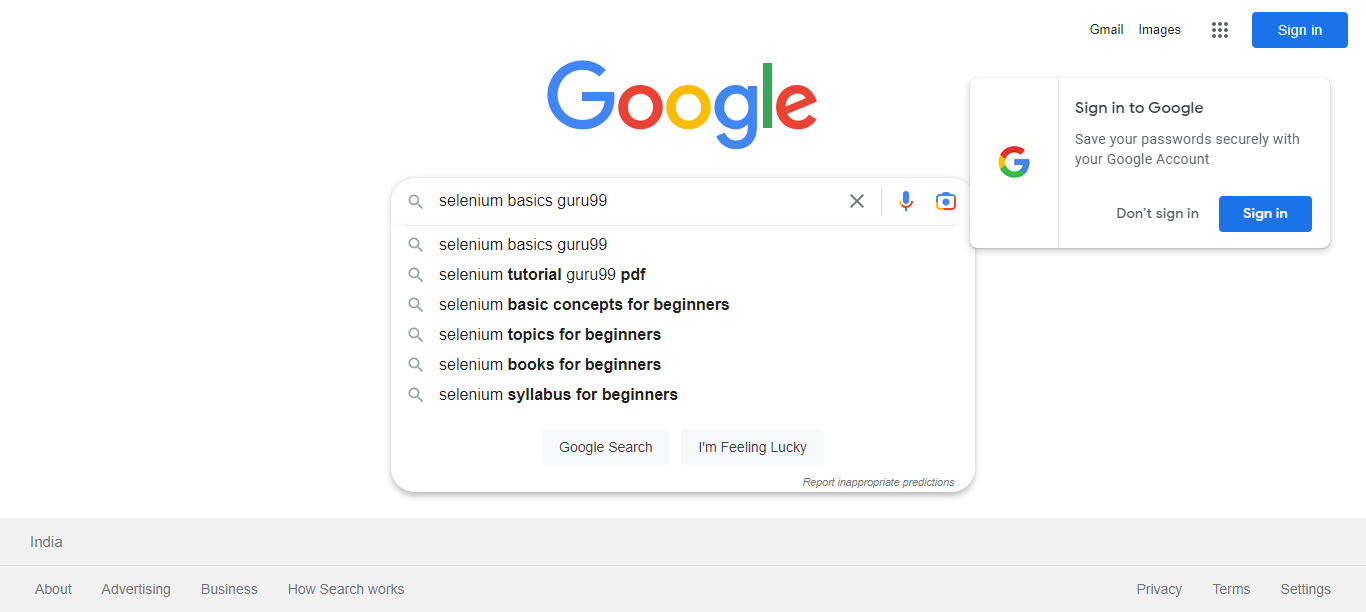 Gmail Images Sign in
Google
Sign in to Google
Save your passwords securely with
your Google Account
Don't sign in Sign in
selenium basics guru99
selenium basics guru99
selenium tutorial guru99 pdf
selenium basic concepts for beginners
selenium topics for beginners
selenium books for beginners
selenium syllabus for beginners
Google Search I'm Feeling Lucky
Report inappropriate predictions
India
About Advertising Business How Search works Privacy Terms Settings